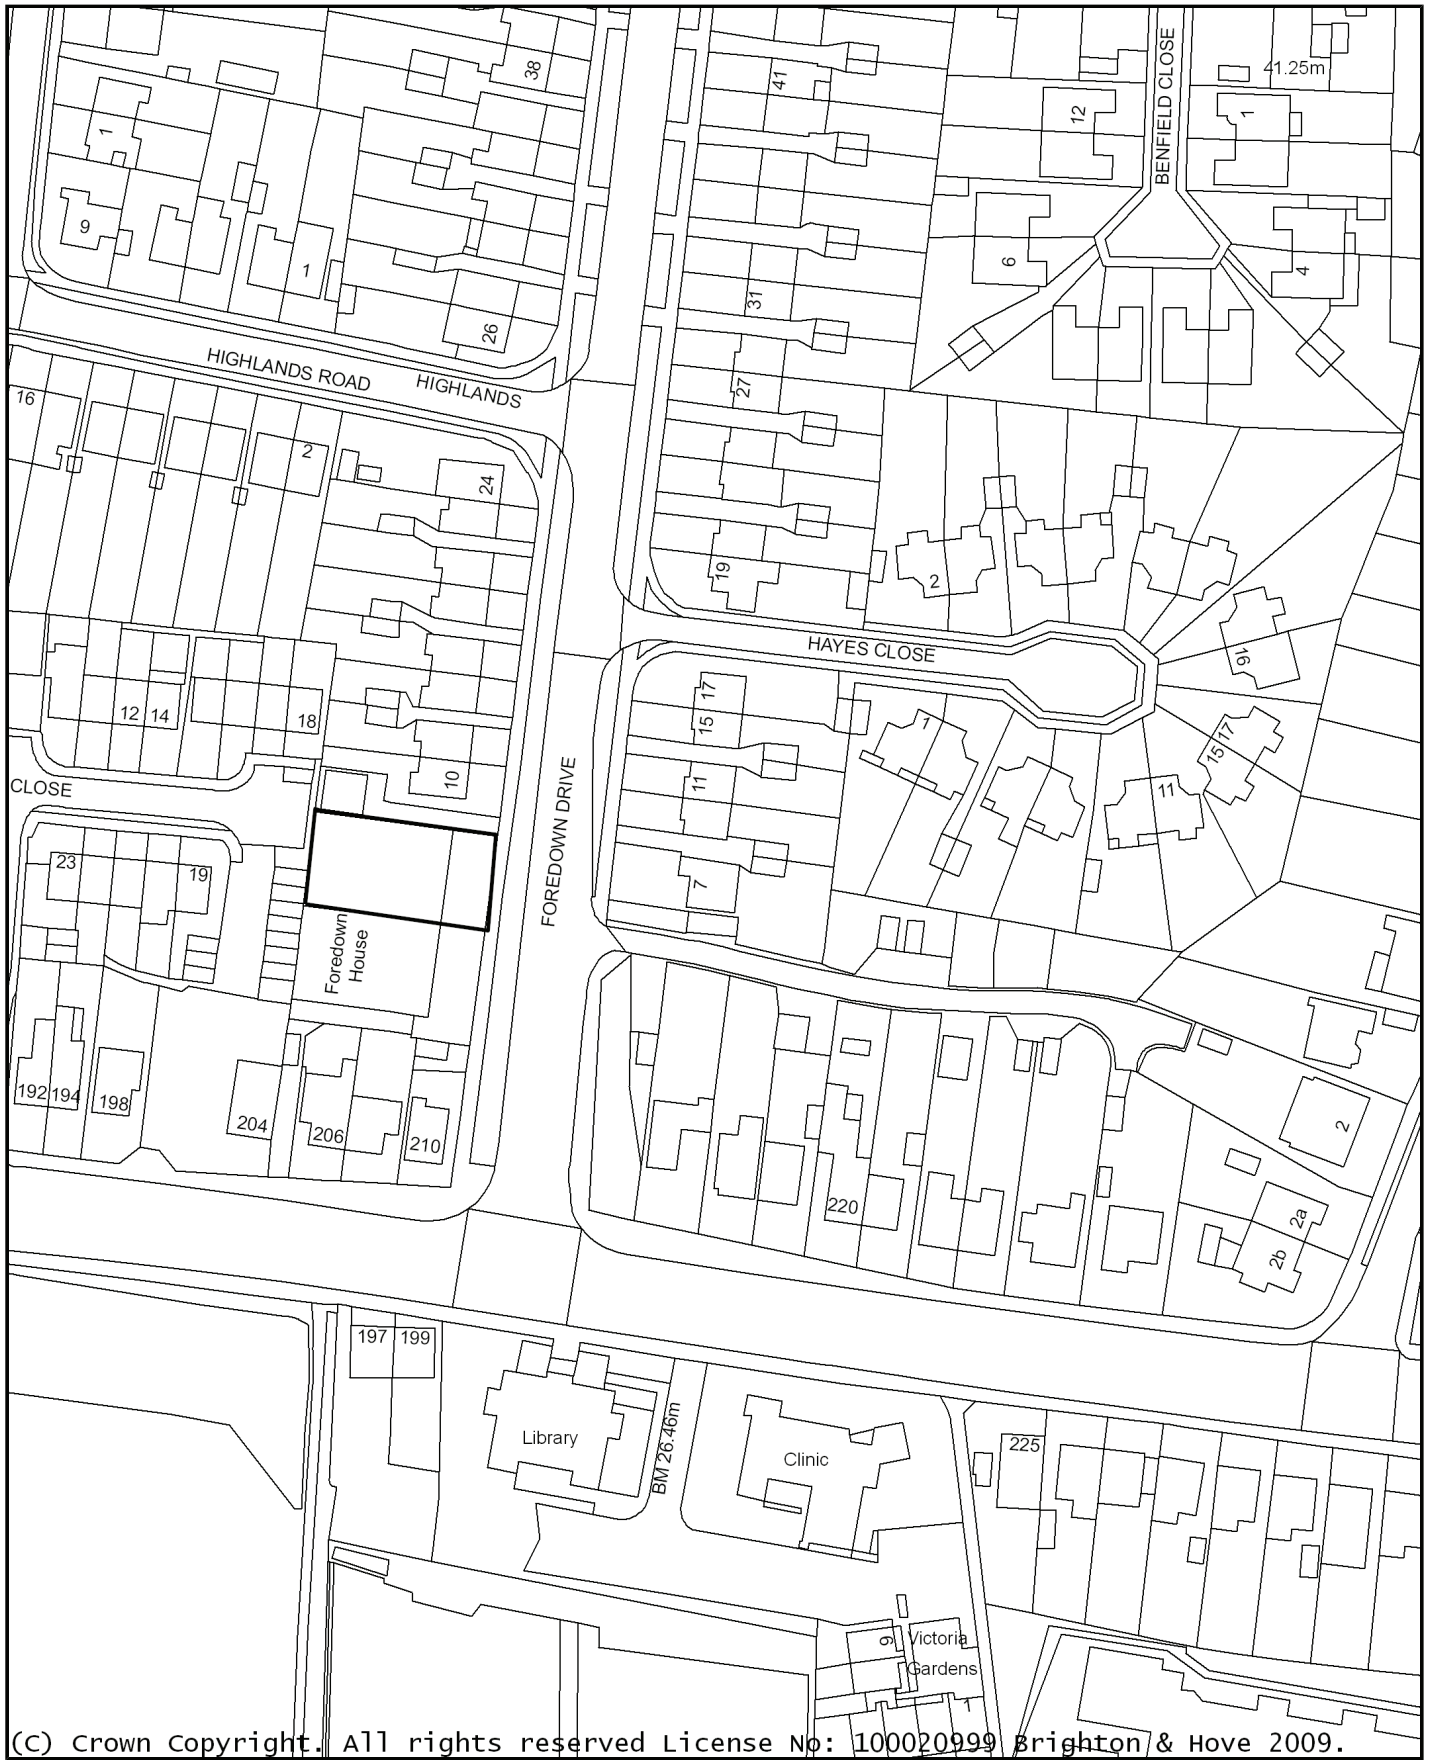 38
41
BENFIELD CLOSE
41.25m
1
12
1
9
1
6
4
31
26
HIGHLANDS ROAD
HIGHLANDS
27
16
2
24
19
2
HAYES CLOSE
16
17
15
12
14
18
1
17
15
10
11
11
CLOSE
FOREDOWN DRIVE
23
19
7
Foredown
House
192
194
198
204
206
210
220
2
2a
2b
197
199
Library
BM 26.46m
Clinic
225
9
Victoria
Gardens
1
(C) Crown Copyright. All rights reserved License No: 100020999 Brighton & Hove 2009.